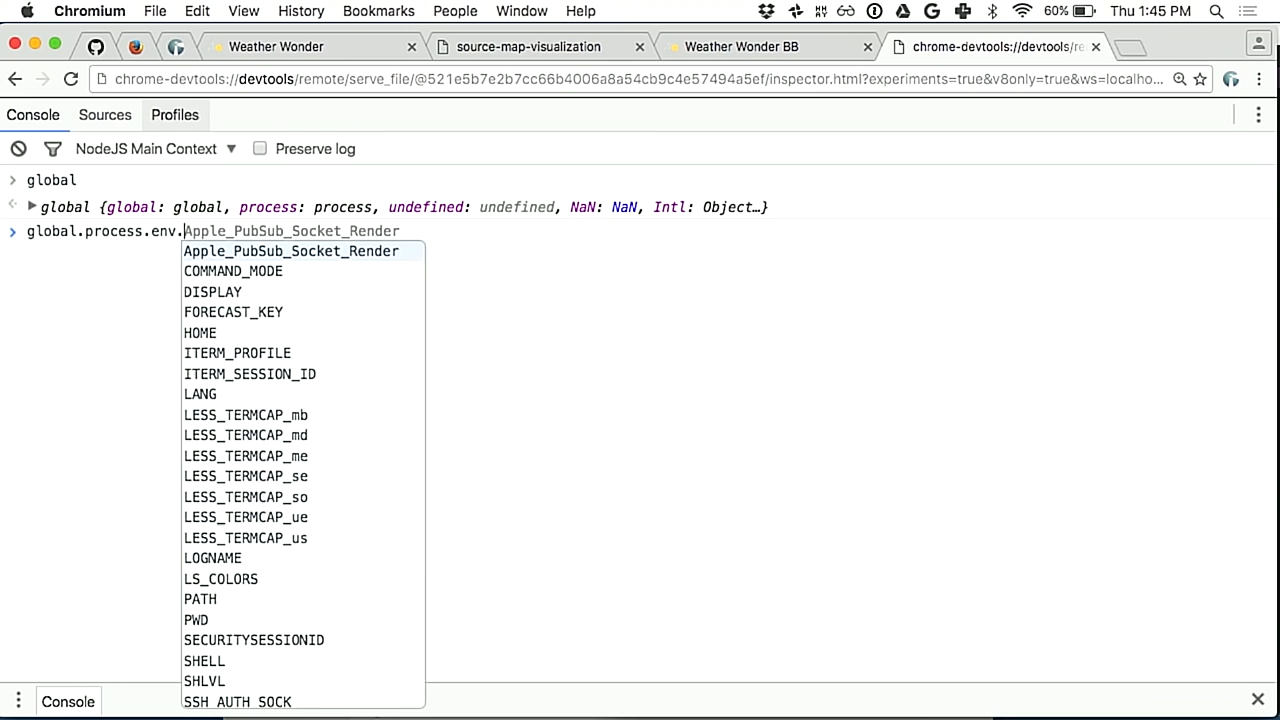 Chromium File Edit View History Bookmarks People Window Help 60% Thu 1:45 PM
Weather Wonder × source-map-visualization × Weather Wonder BB × chrome-devtools://devtools/re ×
chrome-devtools://devtools/remote/serve_file/@521e5b7e2b7cc66b4006a8a54cb9c4e57494a5ef/inspector.html?experiments=true&v8only=true&ws=localho...
Console Sources Profiles
NodeJS Main Context ▼ Preserve log
> global
global {global: global, process: process, undefined: undefined, NaN: NaN, Intl: Object…}
> global.process.env.Apple_PubSub_Socket_Render
Apple_PubSub_Socket_Render
COMMAND_MODE
DISPLAY
FORECAST_KEY
HOME
ITERM_PROFILE
ITERM_SESSION_ID
LANG
LESS_TERMCAP_mb
LESS_TERMCAP_md
LESS_TERMCAP_me
LESS_TERMCAP_se
LESS_TERMCAP_so
LESS_TERMCAP_ue
LESS_TERMCAP_us
LOGNAME
LS_COLORS
PATH
PWD
SECURITYSESSIONID
SHELL
SHLVL
SSH_AUTH_SOCK
Console